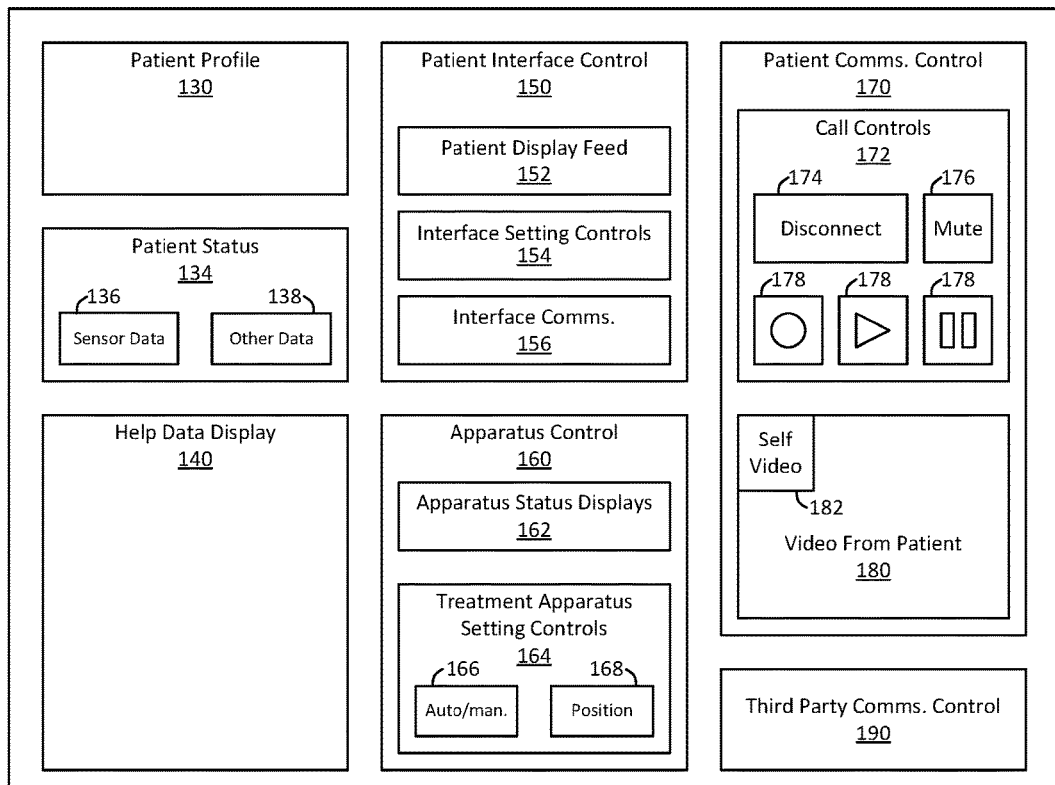 Patient Profile
130
Patient Status
134
136
138
Sensor Data
Other Data
Help Data Display
140
Patient Interface Control
150
Patient Display Feed
152
Interface Setting Controls
154
Interface Comms.
156
Apparatus Control
160
Apparatus Status Displays
162
Treatment Apparatus
Setting Controls
164
166
168
Auto/man.
Position
Patient Comms. Control
170
Call Controls
172
174
176
Disconnect
Mute
178
178
178
Self
Video
182
Video From Patient
180
Third Party Comms. Control
190